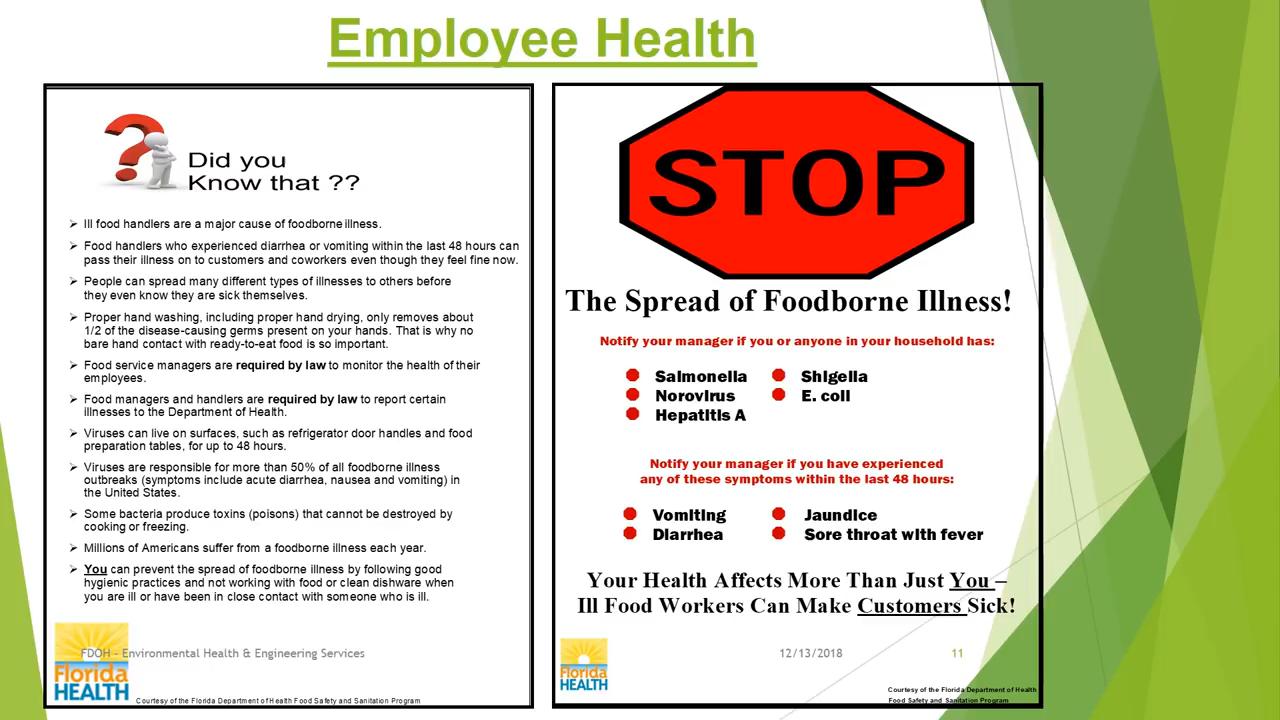 Employee Health
Did you
Know that ??
Ill food handlers are a major cause of foodborne illness.
Food handlers who experienced diarrhea or vomiting within the last 48 hours can
pass their illness on to customers and coworkers even though they feel fine now.
People can spread many different types of illnesses to others before
they even know they are sick themselves.
Proper hand washing, including proper hand drying, only removes about
1/2 of the disease-causing germs present on your hands. That is why no
bare hand contact with ready-to-eat food is so important.
Food service managers are required by law to monitor the health of their
employees.
Food managers and handlers are required by law to report certain
illnesses to the Department of Health.
Viruses can live on surfaces, such as refrigerator door handles and food
preparation tables, for up to 48 hours.
Viruses are responsible for more than 50% of all foodborne illness
outbreaks (symptoms include acute diarrhea, nausea and vomiting) in
the United States.
Some bacteria produce toxins (poisons) that cannot be destroyed by
cooking or freezing.
Millions of Americans suffer from a foodborne illness each year.
You can prevent the spread of foodborne illness by following good
hygienic practices and not working with food or clean dishware when
you are ill or have been in close contact with someone who is ill.
FDOH - Environmental Health & Engineering Services
Florida
HEALTH
Courtesy of the Florida Department of Health Food Safety and Sanitation Program
STOP
The Spread of Foodborne Illness!
Notify your manager if you or anyone in your household has:
Salmonella
Shigella
Norovirus
E. coli
Hepatitis A
Notify your manager if you have experienced
any of these symptoms within the last 48 hours:
Vomiting
Jaundice
Diarrhea
Sore throat with fever
Your Health Affects More Than Just You –
Ill Food Workers Can Make Customers Sick!
12/13/2018
11
Florida
HEALTH
Courtesy of the Florida Department of Health
Food Safety and Sanitation Program